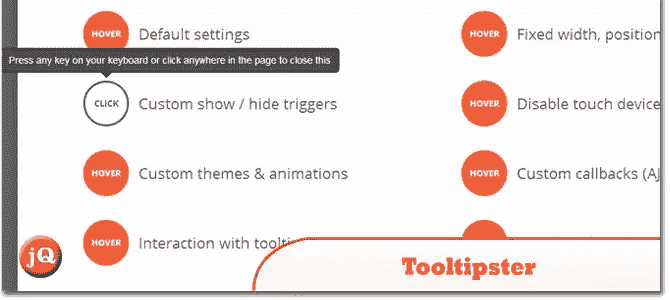 HOVER Default settings
HOVER Fixed width, position
Press any key on your keyboard or click anywhere in the page to close this
CLICK Custom show / hide triggers
HOVER Disable touch device
HOVER Custom themes & animations
HOVER Custom callbacks (AJ
HOVER Interaction with toolti
jQ
Tooltipster